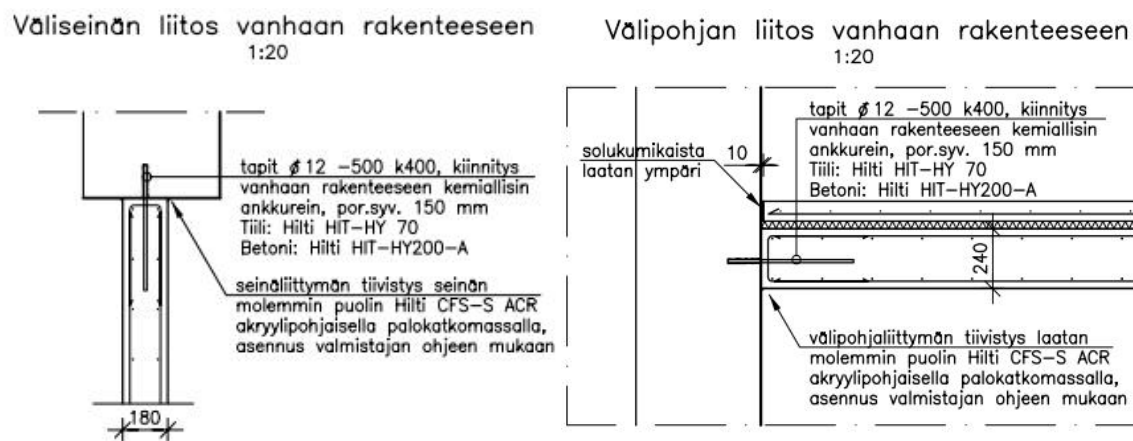 Väliseinän liitos vanhaan rakenteeseen
1:20
tapit ϕ 12 -500 k400, kiinnitys
vanhaan rakenteeseen kemiallisin
ankkurein, por.syv. 150 mm
Tiili: Hilti HIT-HY 70
Betoni: Hilti HIT-HY200-A
seinäliittymän tiivistys seinän
molemmin puolin Hilti CFS-S ACR
akryylipohjaisella palokatkomassalla,
asennus valmistajan ohjeen mukaan
180
Välipohjan liitos vanhaan rakenteeseen
1:20
tapit ϕ 12 -500 k400, kiinnitys
vanhaan rakenteeseen kemiallisin
ankkurein, por.syv. 150 mm
Tiili: Hilti HIT-HY 70
Betoni: Hilti HIT-HY200-A
solukumikaista
laatan ympäri
10
240
välipohjaliittymän tiivistys laatan
molemmin puolin Hilti CFS-S ACR
akryylipohjaisella palokatkomassalla,
asennus valmistajan ohjeen mukaan